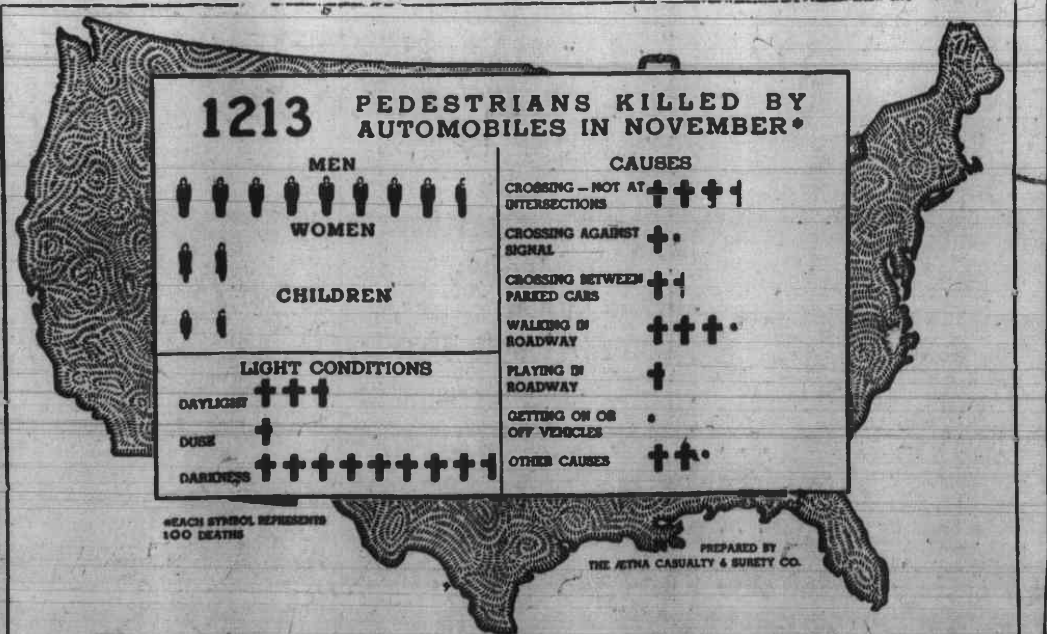 1213
PEDESTRIANS KILLED BY
AUTOMOBILES IN NOVEMBER*
MEN
WOMEN
CHILDREN
LIGHT CONDITIONS
DAYLIGHT
DUSK
DARKNESS
CAUSES
CROSSING — NOT AT
INTERSECTIONS
CROSSING AGAINST
SIGNAL
CROSSING BETWEEN
PARKED CARS
WALKING IN
ROADWAY
PLAYING IN
ROADWAY
GETTING ON OR
OFF VEHICLES
OTHER CAUSES
*EACH SYMBOL REPRESENTS
100 DEATHS
PREPARED BY
THE ÆTNA CASUALTY & SURETY CO.